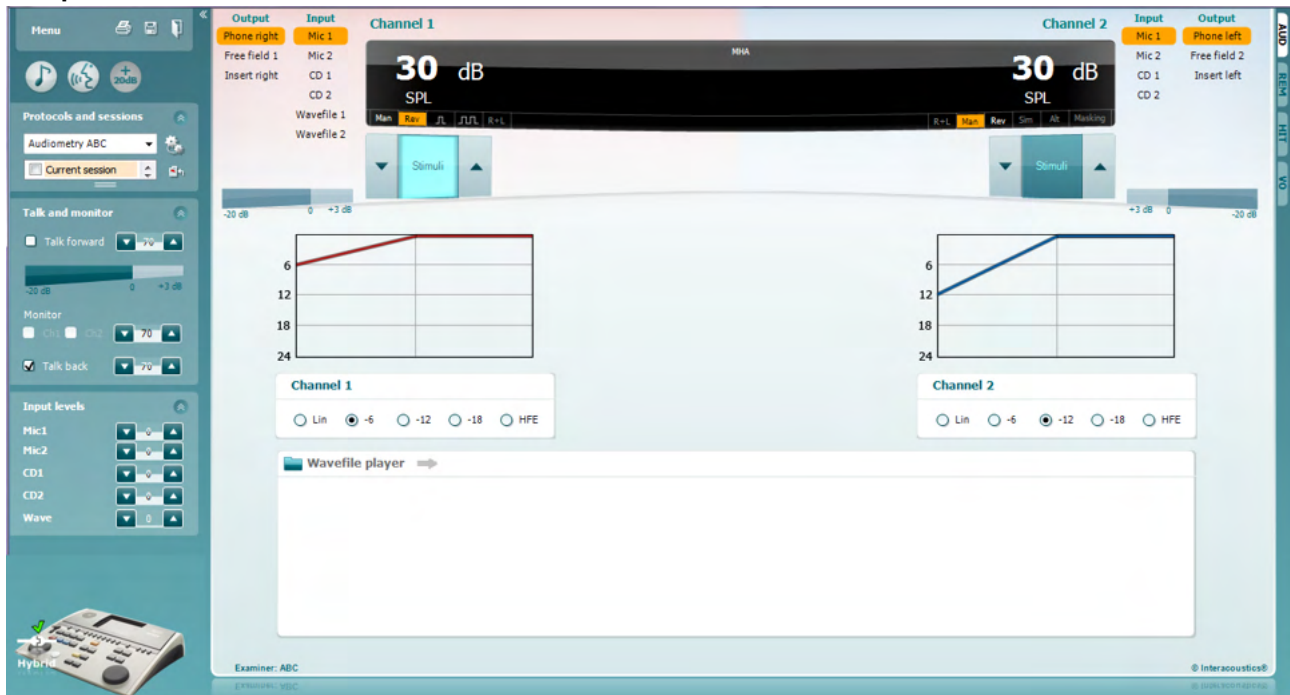 Menu
20dB
Protocols and sessions
Audiometry ABC
Current session
Talk and monitor
Talk forward 70
-20 dB 0 +3 dB
Monitor
Ch1 Ch2 70
Talk back 70
Input levels
Mic1 0
Mic2 0
CD1 0
CD2 0
Wave 0
Hybrid
Output Input
Phone right Mic 1
Free field 1 Mic 2
Insert right CD 1
CD 2
Wavefile 1
Wavefile 2
Channel 1
Channel 2
MHA
30 dB
SPL
Man Rev R+L
30 dB
SPL
R+L Man Rev Sim Alt Masking
Stimuli
Stimuli
Input Output
Mic 1 Phone left
Mic 2 Free field 2
CD 1 Insert left
CD 2
-20 dB 0 +3 dB
+3 dB 0 -20 dB
6
12
18
24
6
12
18
24
Channel 1
Lin -6 -12 -18 HFE
Channel 2
Lin -6 -12 -18 HFE
Wavefile player
Examiner: ABC
© Interacoustics®
AUD
REM
HIT
VO